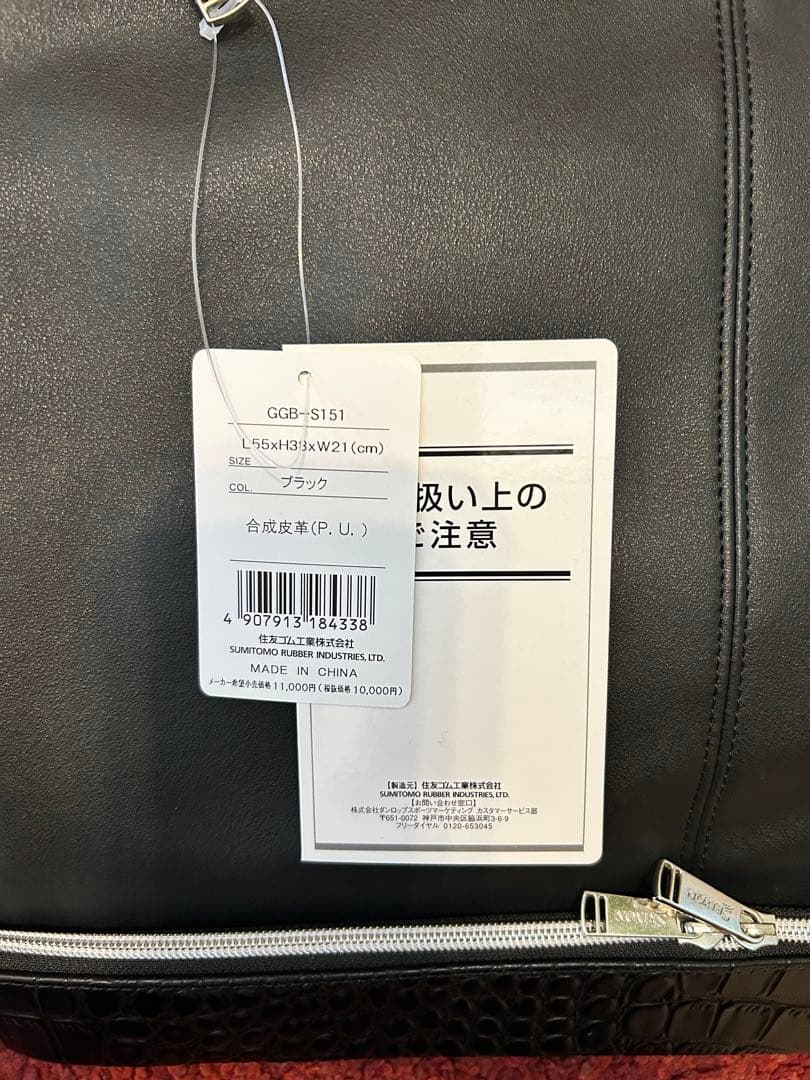 GGB-S151
L55xH33xW21(cm)
SIZE
COL. ブラック
合成皮革(P.U.)
4 907913 184338
住友ゴム工業株式会社
SUMITOMO RUBBER INDUSTRIES, LTD.
MADE IN CHINA
メーカー希望小売価格 11,000円(税抜価格 10,000円)
扱い上の
ご注意
【製造元】住友ゴム工業株式会社
SUMITOMO RUBBER INDUSTRIES, LTD.
【お問い合わせ窓口】
株式会社ダンロップスポーツマーケティング カスタマーサービス部
〒651-0072 神戸市中央区脇浜町3-6-9
フリーダイヤル 0120-653045
SRIXON
SRIXON